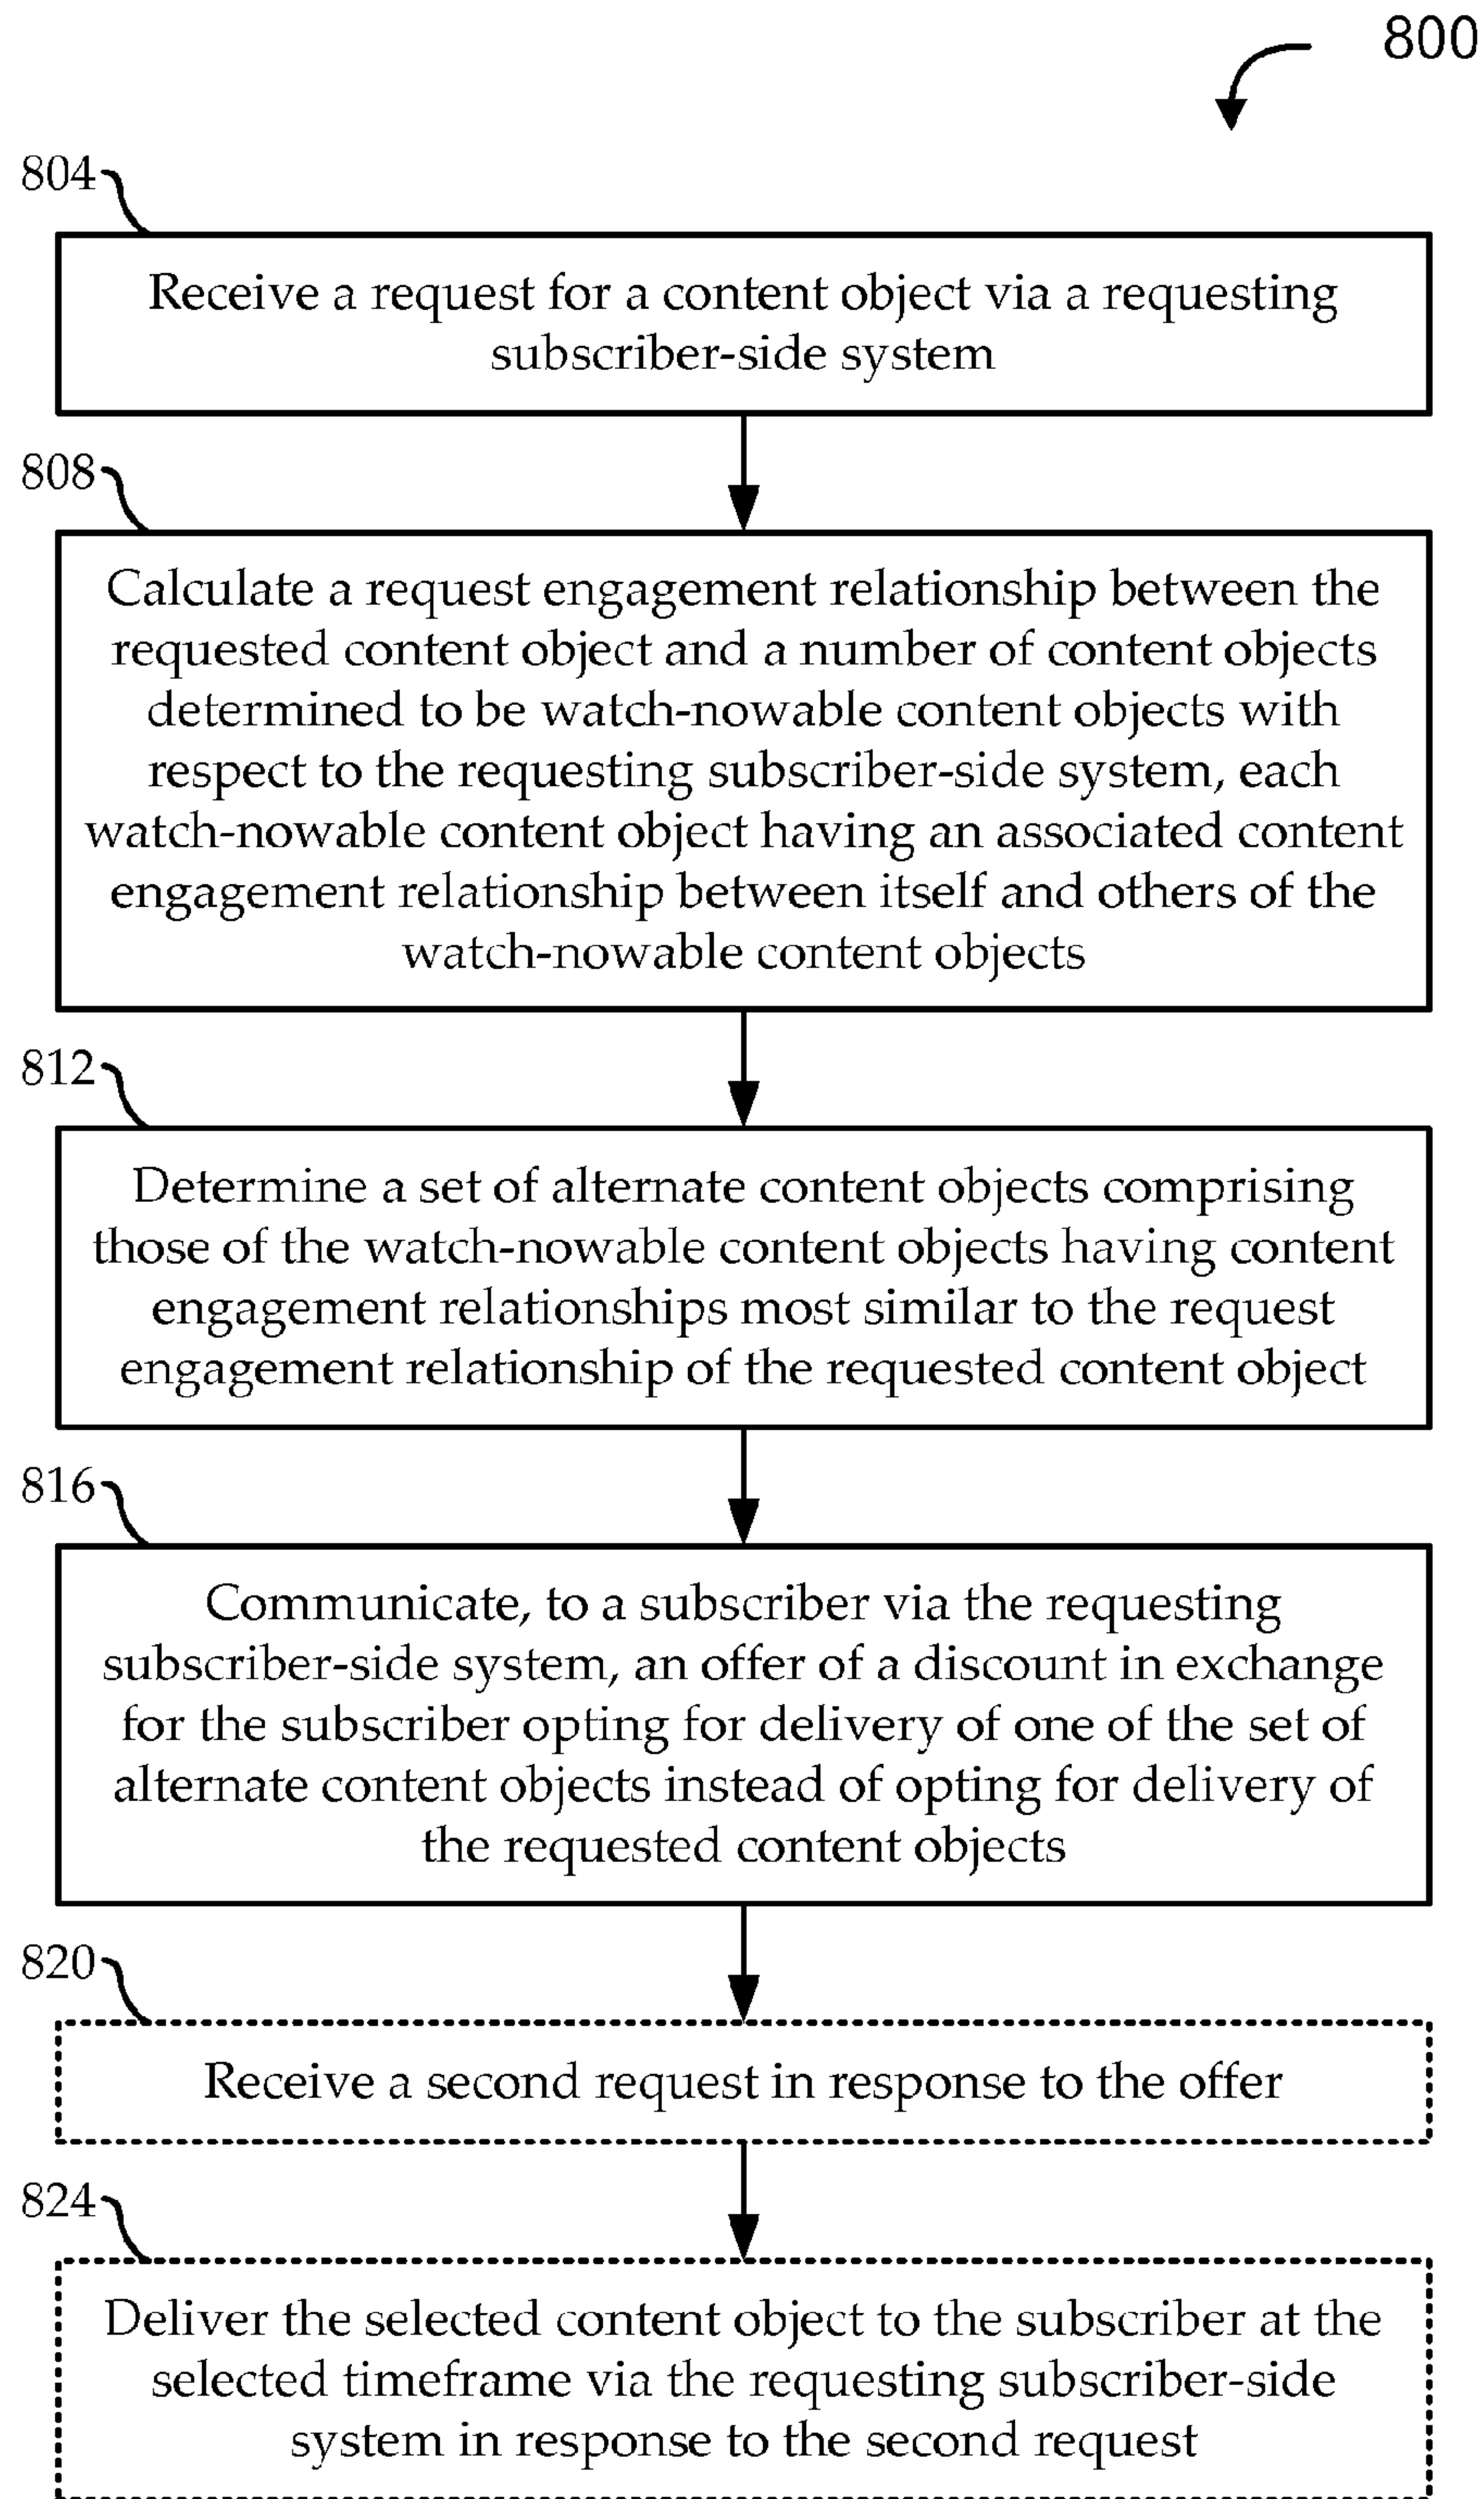 800
804
Receive a request for a content object via a requesting
subscriber-side system
808
Calculate a request engagement relationship between the
requested content object and a number of content objects
determined to be watch-nowable content objects with
respect to the requesting subscriber-side system, each
watch-nowable content object having an associated content
engagement relationship between itself and others of the
watch-nowable content objects
812
Determine a set of alternate content objects comprising
those of the watch-nowable content objects having content
engagement relationships most similar to the request
engagement relationship of the requested content object
816
Communicate, to a subscriber via the requesting
subscriber-side system, an offer of a discount in exchange
for the subscriber opting for delivery of one of the set of
alternate content objects instead of opting for delivery of
the requested content objects
820
Receive a second request in response to the offer
824
Deliver the selected content object to the subscriber at the
selected timeframe via the requesting subscriber-side
system in response to the second request